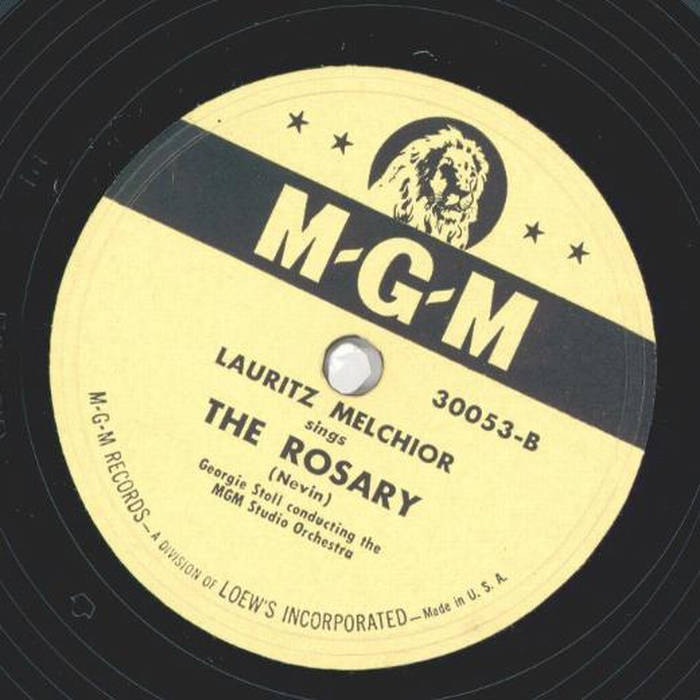 M-G-M
30053-B
LAURITZ MELCHIOR
sings
THE ROSARY
(Nevin)
Georgie Stoll conducting the
MGM Studio Orchestra
M-G-M RECORDS—A DIVISION OF LOEW'S INCORPORATED—Made in U. S. A.